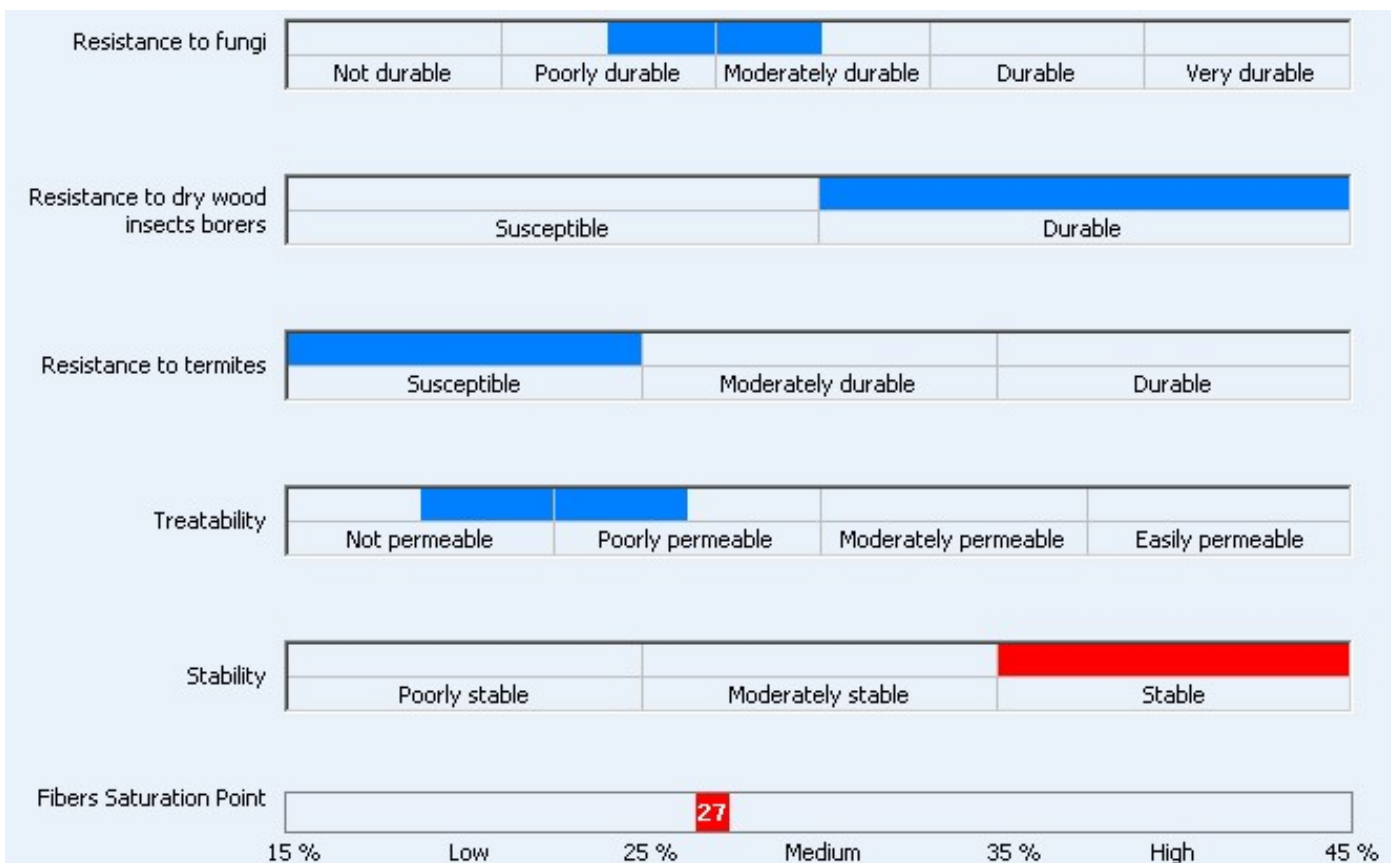 Resistance to fungi
Not durable Poorly durable Moderately durable Durable Very durable
Resistance to dry wood
insects borers
Susceptible Durable
Resistance to termites
Susceptible Moderately durable Durable
Treatability
Not permeable Poorly permeable Moderately permeable Easily permeable
Stability
Poorly stable Moderately stable Stable
Fibers Saturation Point
27
15 % Low 25 % Medium 35 % High 45 %